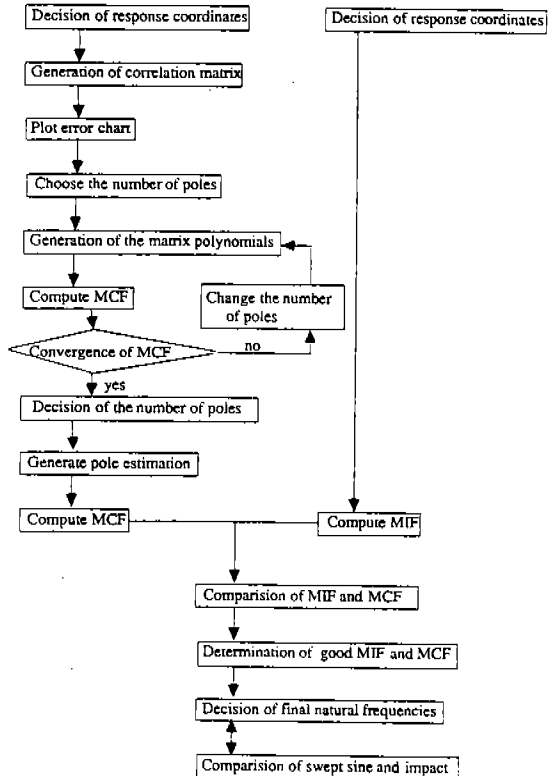 Decision of response coordinates
Decision of response coordinates
Generation of correlation matrix
Plot error chart
Choose the number of poles
Generation of the matrix polynomials
Compute MCF
Change the number
of poles
Convergence of MCF
no
yes
Decision of the number of poles
Generate pole estimation
Compute MCF
Compute MIF
Comparision of MIF and MCF
Determination of good MIF and MCF
Decision of final natural frequencies
Comparision of swept sine and impact